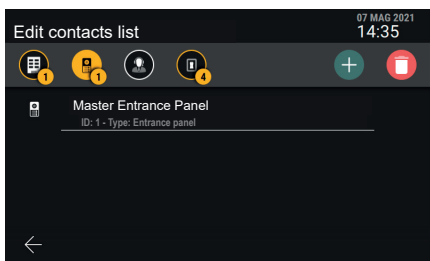 Edit contacts list
07 MAG 2021
14:35
1
1
4
Master Entrance Panel
ID: 1 - Type: Entrance panel